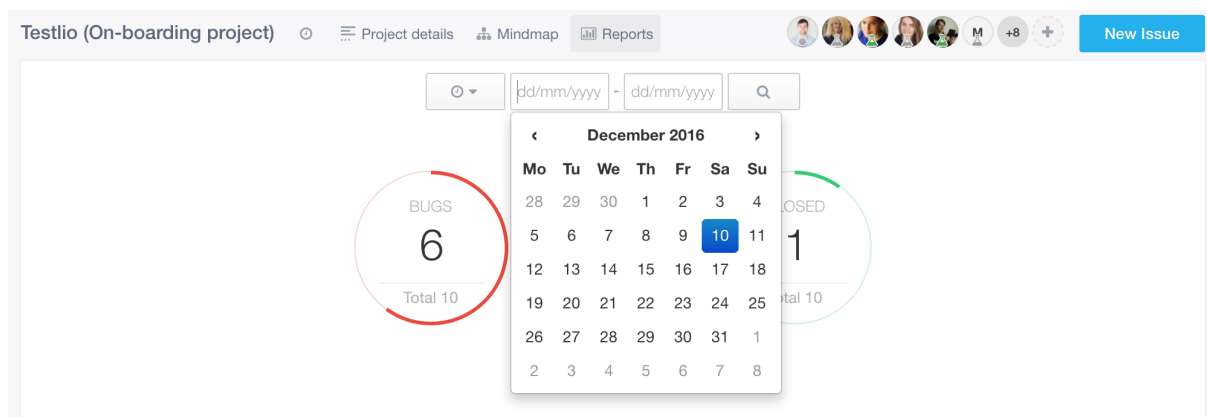 Testlio (On-boarding project) Project details Mindmap Reports M +8 + New Issue
dd/mm/yyyy - dd/mm/yyyy
‹ December 2016 ›
Mo Tu We Th Fr Sa Su
28 29 30 1 2 3 4
BUGS LOSED
5 6 7 8 9 10 11
6 1
12 13 14 15 16 17 18
Total 10 tal 10
19 20 21 22 23 24 25
26 27 28 29 30 31 1
2 3 4 5 6 7 8